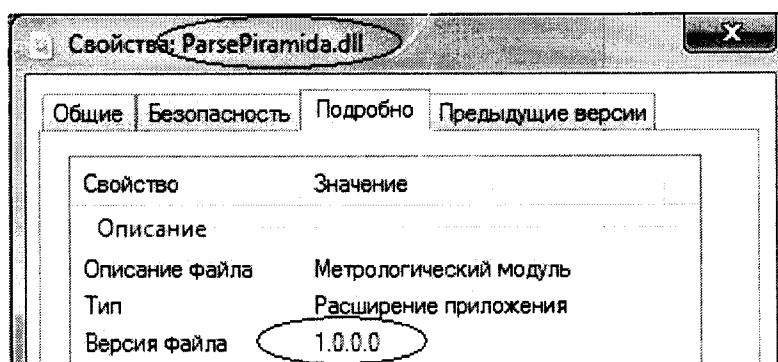 Свойства: ParsePiramida.dll
Общие Безопасность Подробно Предыдущие версии
Свойство Значение
Описание
Описание файла Метрологический модуль
Тип Расширение приложения
Версия файла 1.0.0.0